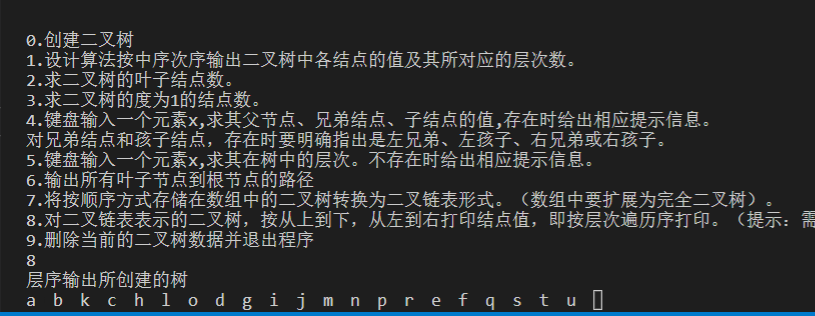 0.创建二叉树
1.设计算法按中序次序输出二叉树中各结点的值及其所对应的层次数。
2.求二叉树的叶子结点数。
3.求二叉树的度为1的结点数。
4.键盘输入一个元素x,求其父节点、兄弟结点、子结点的值,存在时给出相应提示信息。
对兄弟结点和孩子结点，存在时要明确指出是左兄弟、左孩子、右兄弟或右孩子。
5.键盘输入一个元素x,求其在树中的层次。不存在时给出相应提示信息。
6.输出所有叶子节点到根节点的路径
7.将按顺序方式存储在数组中的二叉树转换为二叉链表形式。（数组中要扩展为完全二叉树）。
8.对二叉链表表示的二叉树，按从上到下，从左到右打印结点值，即按层次遍历序打印。（提示：需
9.删除当前的二叉树数据并退出程序
8
层序输出所创建的树
a b k c h l o d g i j m n p r e f q s t u